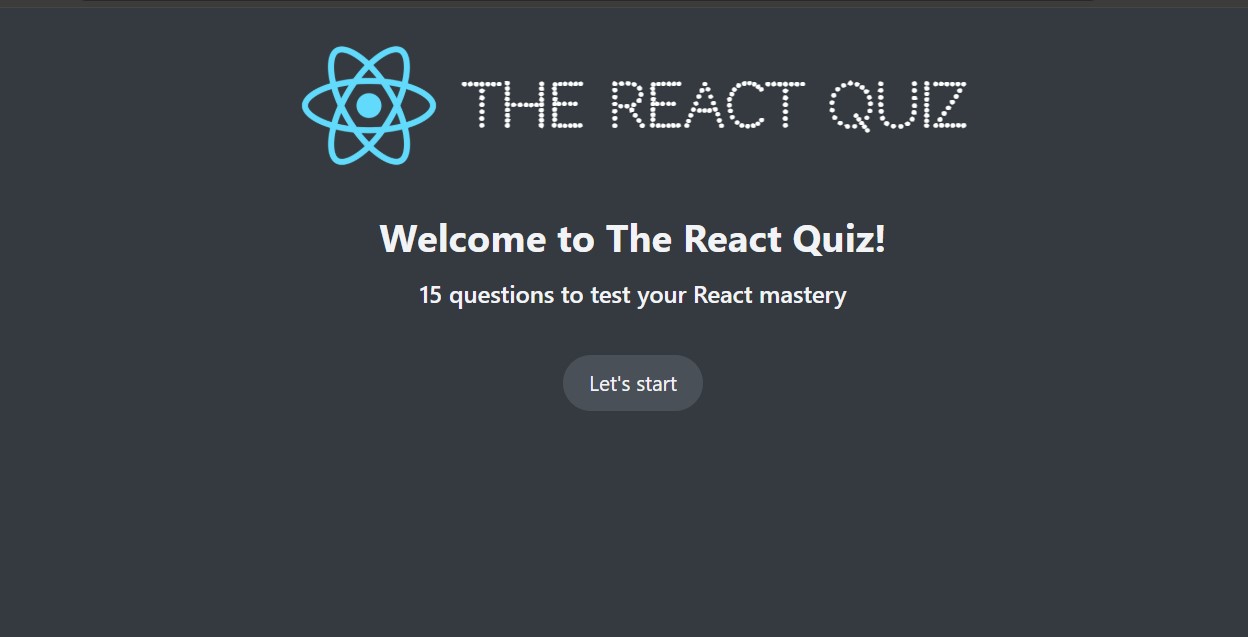 THE REACT QUIZ
Welcome to The React Quiz!
15 questions to test your React mastery
Let's start